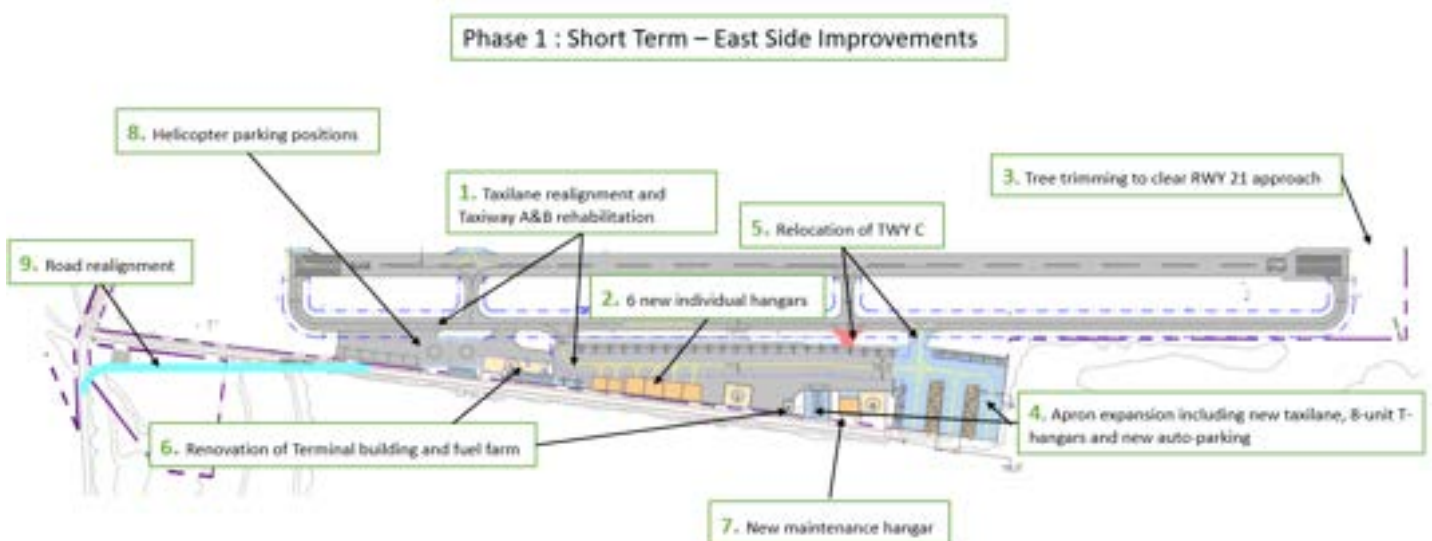 Phase 1 : Short Term – East Side Improvements
8. Helicopter parking positions
1. Taxilane realignment and
Taxiway A&B rehabilitation
3. Tree trimming to clear RWY 21 approach
5. Relocation of TWY C
9. Road realignment
2. 6 new individual hangars
4. Apron expansion including new taxilane, 8-unit T-
hangars and new auto parking
6. Renovation of Terminal building and fuel farm
7. New maintenance hangar